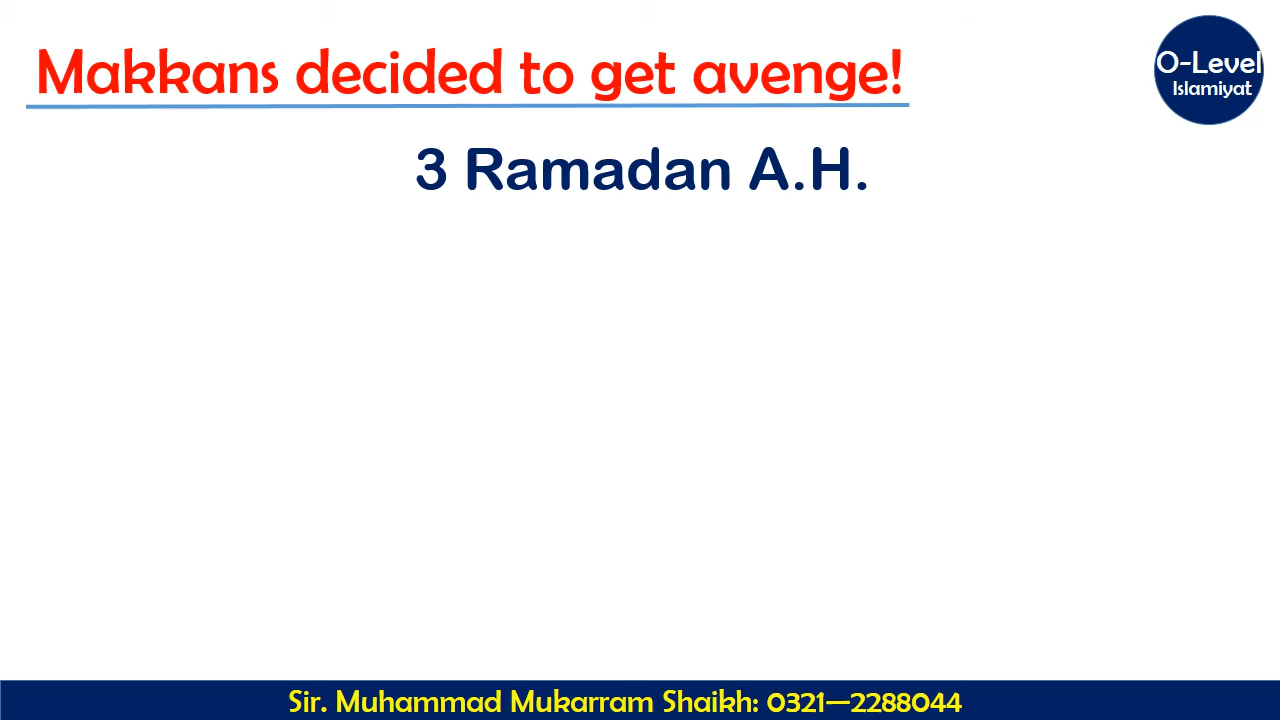 Makkans decided to get avenge!
O-Level
Islamiyat
3 Ramadan A.H.
Sir. Muhammad Mukarram Shaikh: 0321—2288044